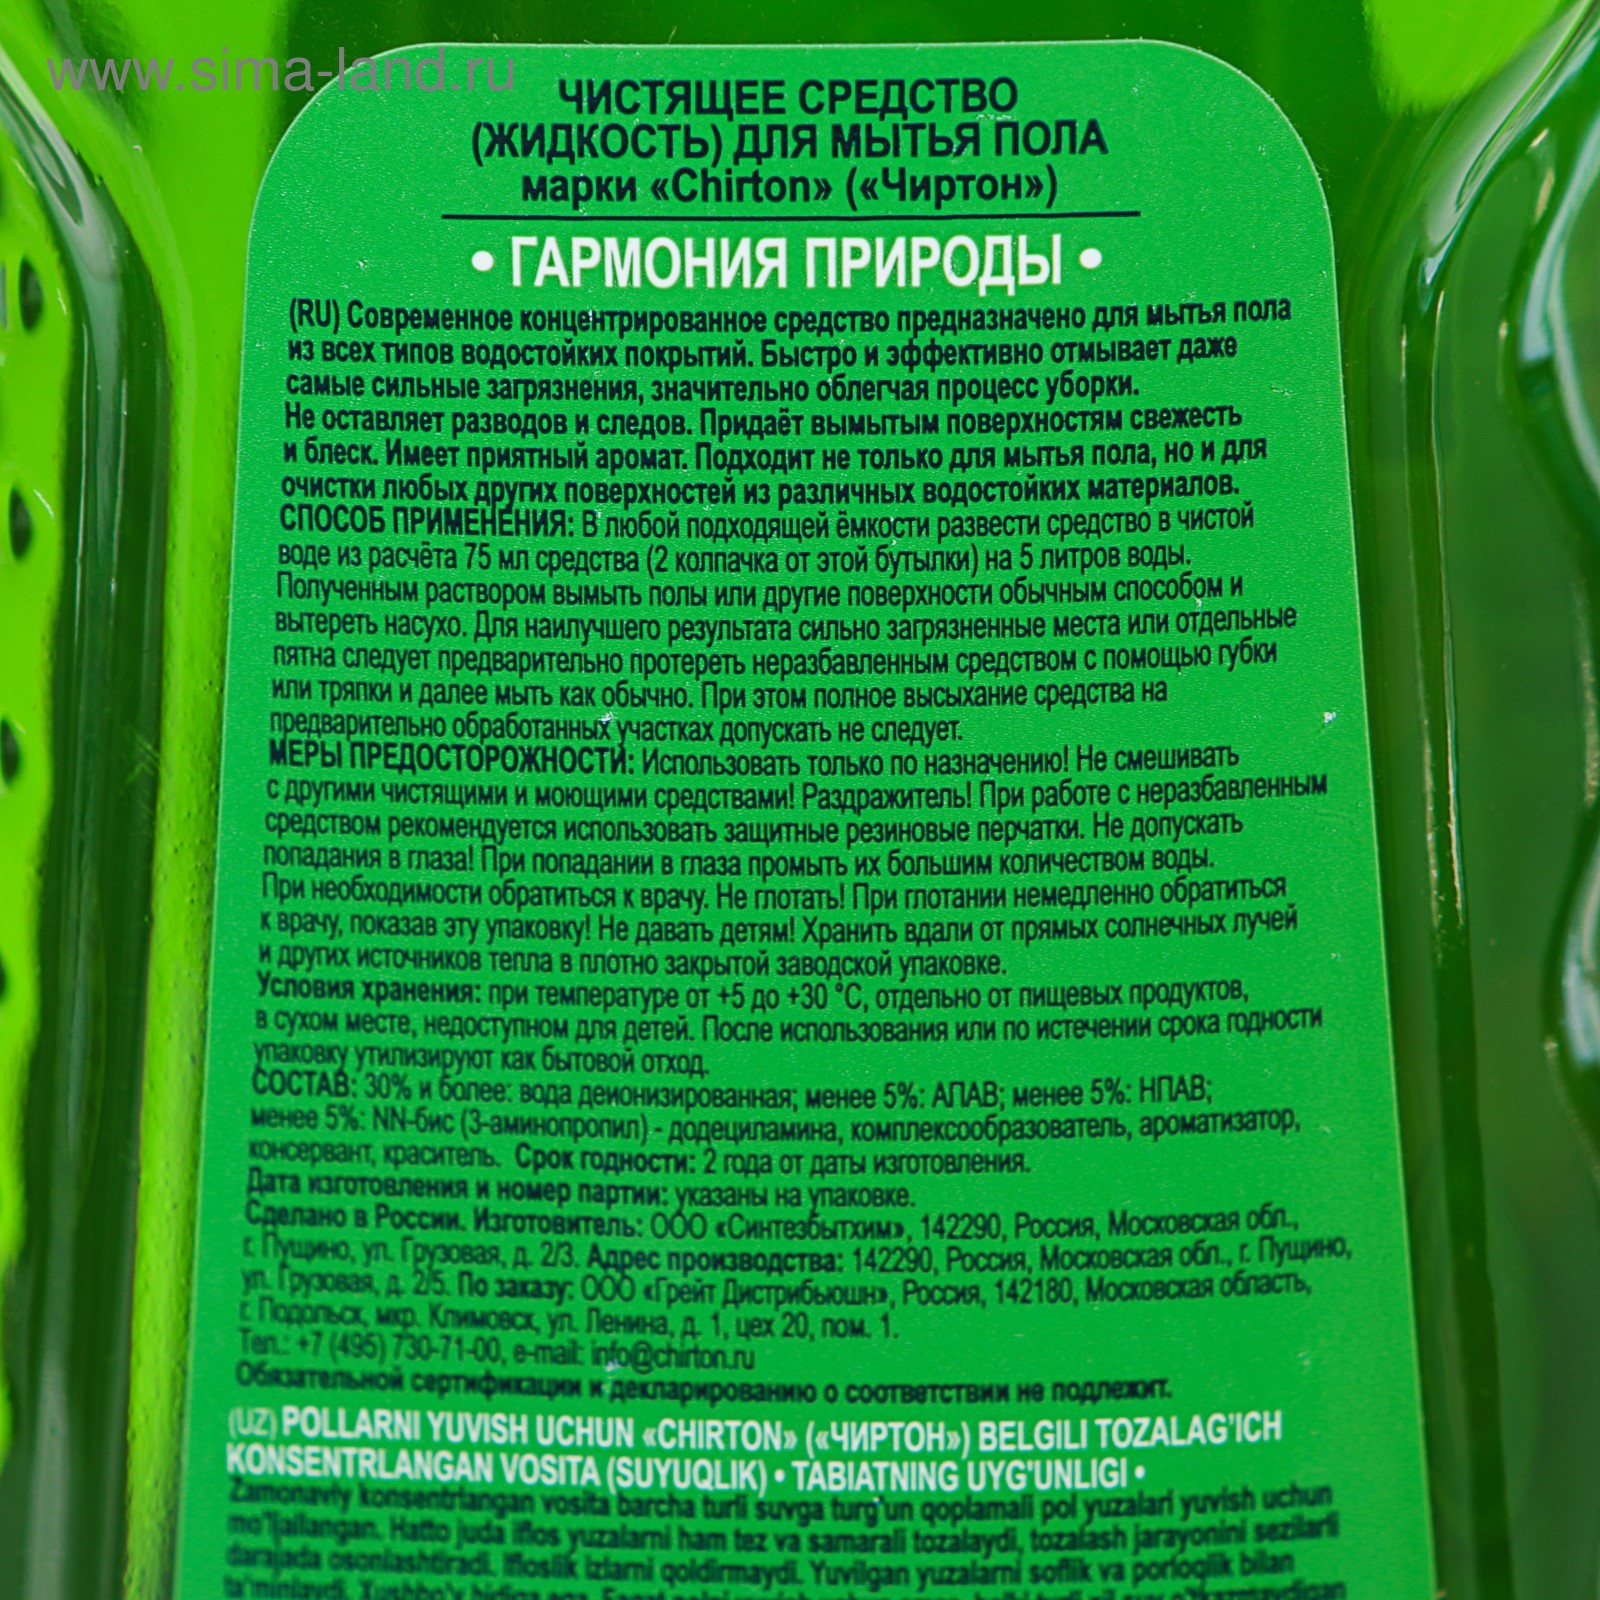 www.sima-land.ru
ЧИСТЯЩЕЕ СРЕДСТВО
(ЖИДКОСТЬ) ДЛЯ МЫТЬЯ ПОЛА
марки «Chirton» («Чиртон»)
• ГАРМОНИЯ ПРИРОДЫ •
(RU) Современное концентрированное средство предназначено для мытья пола
из всех типов водостойких покрытий. Быстро и эффективно отмывает даже
самые сильные загрязнения, значительно облегчая процесс уборки.
Не оставляет разводов и следов. Придаёт вымытым поверхностям свежесть
и блеск. Имеет приятный аромат. Подходит не только для мытья пола, но и для
очистки любых других поверхностей из различных водостойких материалов.
СПОСОБ ПРИМЕНЕНИЯ: В любой подходящей ёмкости развести средство в чистой
воде из расчёта 75 мл средства (2 колпачка от этой бутылки) на 5 литров воды.
Полученным раствором вымыть полы или другие поверхности обычным способом и
вытереть насухо. Для наилучшего результата сильно загрязненные места или отдельные
пятна следует предварительно протереть неразбавленным средством с помощью губки
или тряпки и далее мыть как обычно. При этом полное высыхание средства на
предварительно обработанных участках допускать не следует.
МЕРЫ ПРЕДОСТОРОЖНОСТИ: Использовать только по назначению! Не смешивать
с другими чистящими и моющими средствами! Раздражитель! При работе с неразбавленным
средством рекомендуется использовать защитные резиновые перчатки. Не допускать
попадания в глаза! При попадании в глаза промыть их большим количеством воды.
При необходимости обратиться к врачу. Не глотать! При глотании немедленно обратиться
к врачу, показав эту упаковку! Не давать детям! Хранить вдали от прямых солнечных лучей
и других источников тепла в плотно закрытой заводской упаковке.
Условия хранения: при температуре от +5 до +30 °С, отдельно от пищевых продуктов,
в сухом месте, недоступном для детей. После использования или по истечении срока годности
упаковку утилизируют как бытовой отход.
СОСТАВ: 30% и более: вода деионизированная; менее 5%: АПАВ; менее 5%: НПАВ;
менее 5%: NN-бис (3-аминопропил) - додециламина, комплексообразователь, ароматизатор,
консервант, краситель. Срок годности: 2 года от даты изготовления.
Дата изготовления и номер партии: указаны на упаковке.
Сделано в России. Изготовитель: ООО «Синтезбытхим», 142290, Россия, Московская обл.,
г. Пущино, ул. Грузовая, д. 2/3. Адрес производства: 142290, Россия, Московская обл., г. Пущино,
ул. Грузовая, д. 2/5. По заказу: ООО «Грейт Дистрибьюшн», Россия, 142180, Московская область,
г. Подольск, мкр. Климовск, ул. Ленина, д. 1, цех 20, пом. 1.
Тел.: +7 (495) 730-71-00, e-mail: info@chirton.ru
Обязательной сертификации и декларированию о соответствии не подлежит.
(UZ) POLLARNI YUVISH UCHUN «CHIRTON» («ЧИРТОН») BELGILI TOZALAG'ICH
KONSENTRLANGAN VOSITA (SUYUQLIK) • TABIATNING UYG'UNLIGI •
Zamonaviy konsentrlangan vosita barcha turli suvga turg'un qoplamali pol yuzalari yuvish uchun
mo'ljallangan. Hatto juda iflos yuzalarni ham tez va samarali tozalaydi, tozalash jarayonini sezilarli
darajada osonlashtiradi. Ifloslik izlarni qoldirmaydi. Yuvilgan yuzalarni soflik va porloqlik bilan
ta'minlaydi.